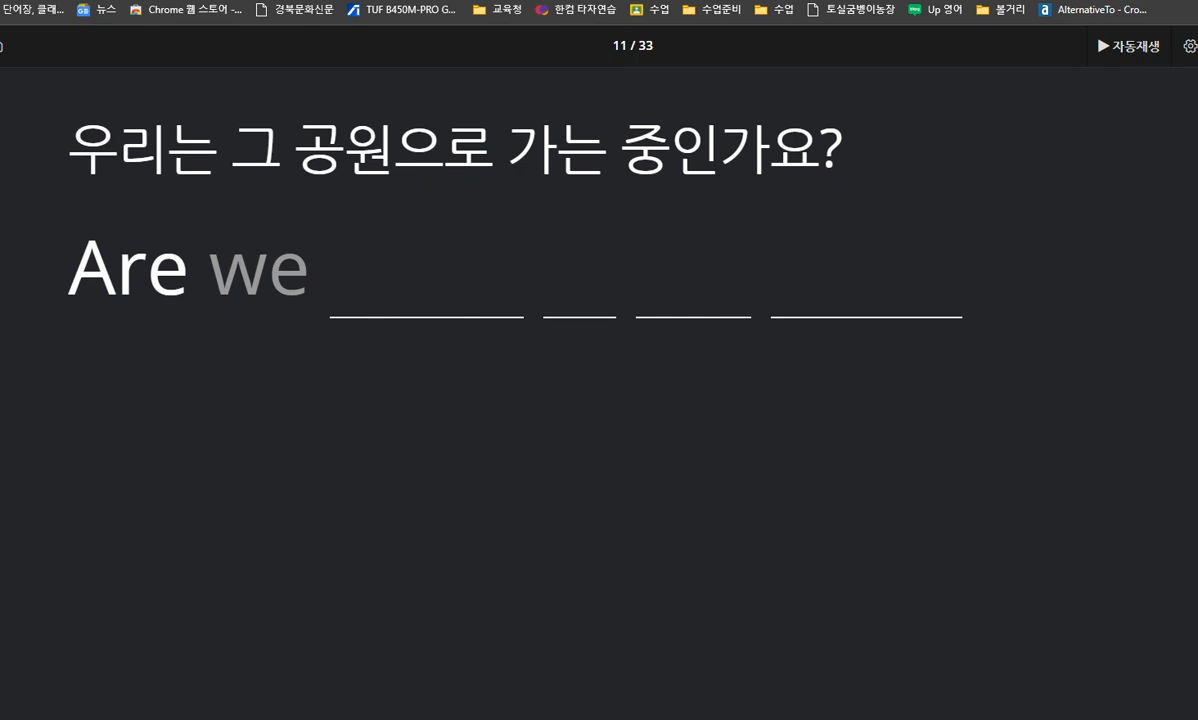 단어장, 클래... 뉴스 Chrome 웹 스토어 -... 경북문화신문 TUF B450M-PRO G... 교육청 한컴 타자연습 수업 수업준비 수업 토실굼벵이농장 Up 영어 볼거리 AlternativeTo - Cro...
11 / 33 자동재생
우리는 그 공원으로 가는 중인가요?
Are we